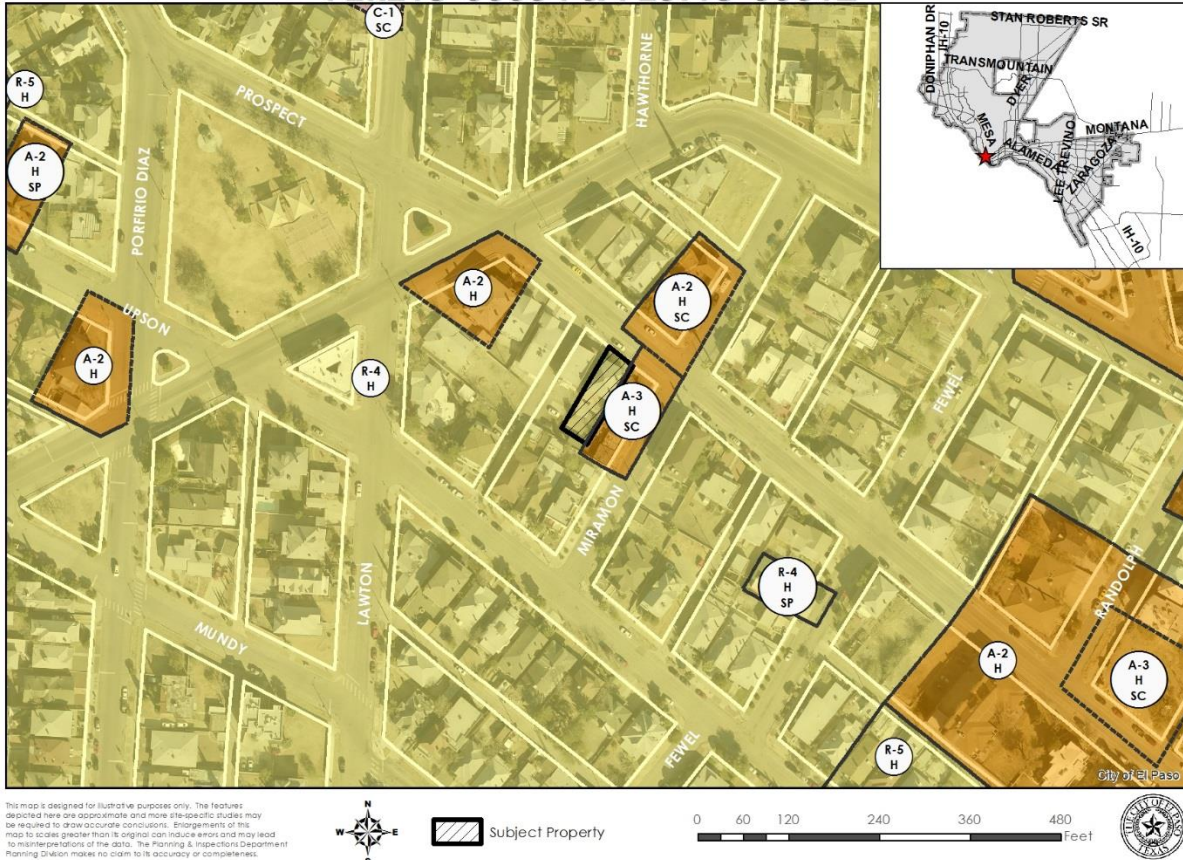 C-1
SC
STAN ROBERTS SR
DONIPHAN DR
IH-10
TRANSMOUNTAIN
DYER
MESA
MONTANA
ALAMEDA
LEE TREVINO
ZARAGOZA
IH-10
R-5
H
PROSPECT
HAWTHORNE
A-2
H
SP
PORFIRIO DIAZ
A-2
H
A-2
H
SC
UPSON
A-2
H
R-4
H
A-3
H
SC
FEWEL
MIRAMON
R-4
H
SP
RANDOLPH
LAWTON
MUNDY
A-2
H
A-3
H
SC
FEWEL
R-5
H
City of El Paso
This map is designed for illustrative purposes only. The features
depicted here are approximate and more site-specific studies may
be required to draw accurate conclusions. Enlargements of this
map to scales greater than its original can induce errors and may lead
to misinterpretations of the data. The Planning & Inspections Department
Planning Division makes no claim to its accuracy or completeness.
N
W E
Subject Property
0 60 120 240 360 480
Feet